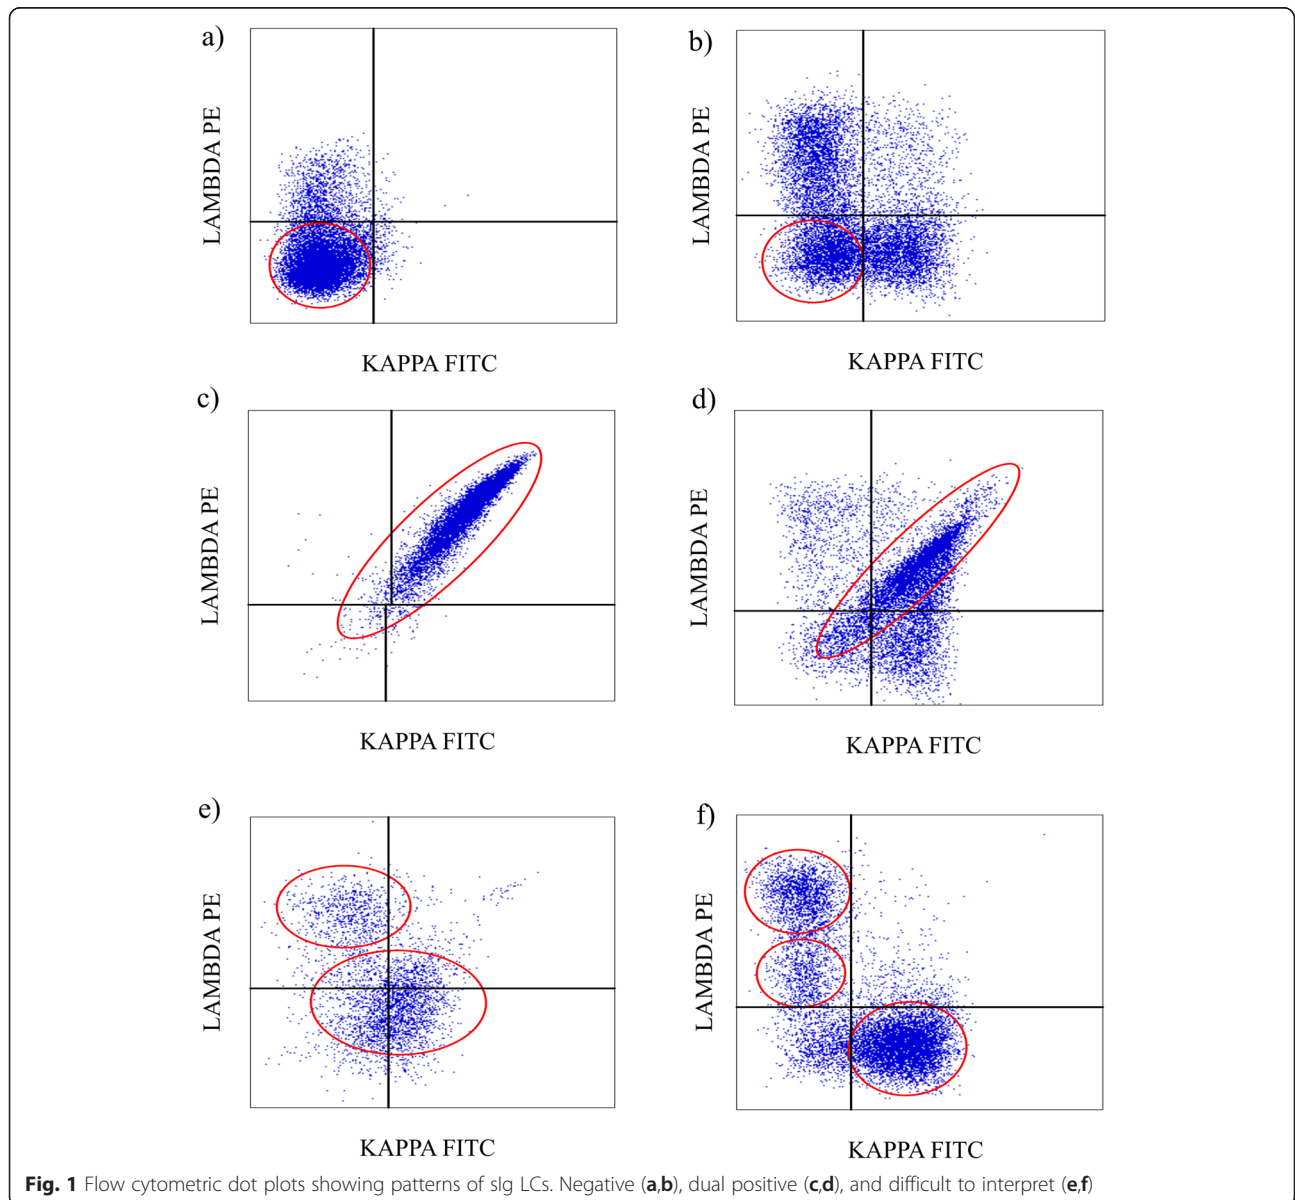 a)
LAMBDA PE
KAPPA FITC
b)
LAMBDA PE
KAPPA FITC
c)
LAMBDA PE
KAPPA FITC
d)
LAMBDA PE
KAPPA FITC
e)
LAMBDA PE
KAPPA FITC
f)
LAMBDA PE
KAPPA FITC
Fig. 1 Flow cytometric dot plots showing patterns of sIg LCs. Negative (a,b), dual positive (c,d), and difficult to interpret (e,f)